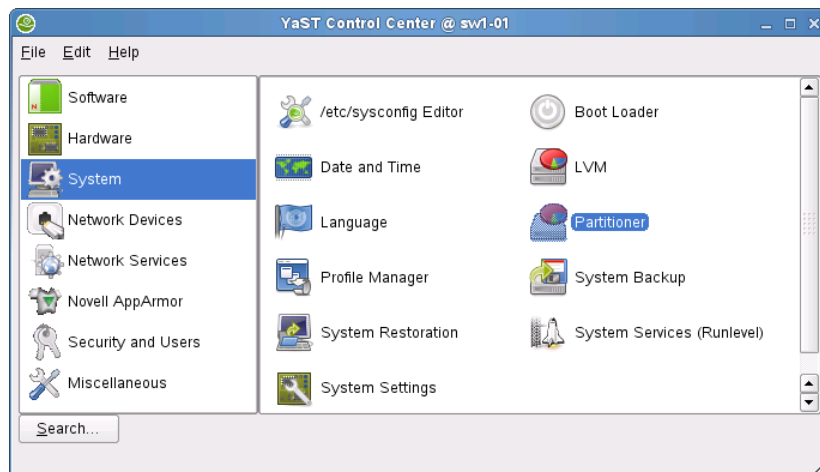 YaST Control Center @ sw1-01
File Edit Help
Software
Hardware
System
Network Devices
Network Services
Novell AppArmor
Security and Users
Miscellaneous
/etc/sysconfig Editor
Boot Loader
Date and Time
LVM
Language
Partitioner
Profile Manager
System Backup
System Restoration
System Services (Runlevel)
System Settings
Search...